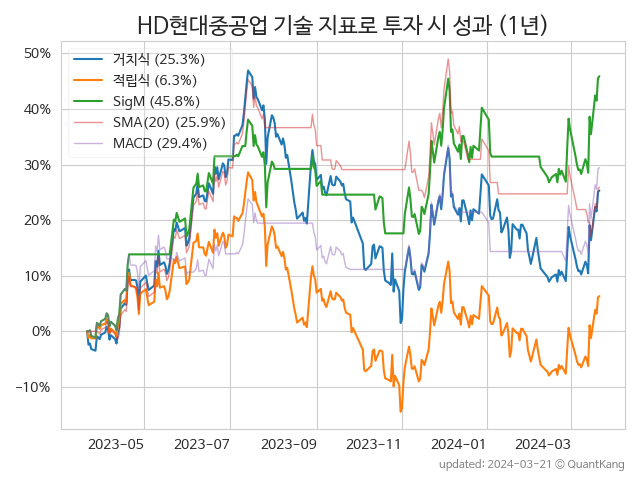 HD현대중공업 기술 지표로 투자 시 성과 (1년)
거치식 (25.3%)
적립식 (6.3%)
SigM (45.8%)
SMA(20) (25.9%)
MACD (29.4%)
50%
40%
30%
20%
10%
0%
−10%
2023−05
2023−07
2023−09
2023−11
2024−01
2024−03
updated: 2024-03-21 © QuantKang